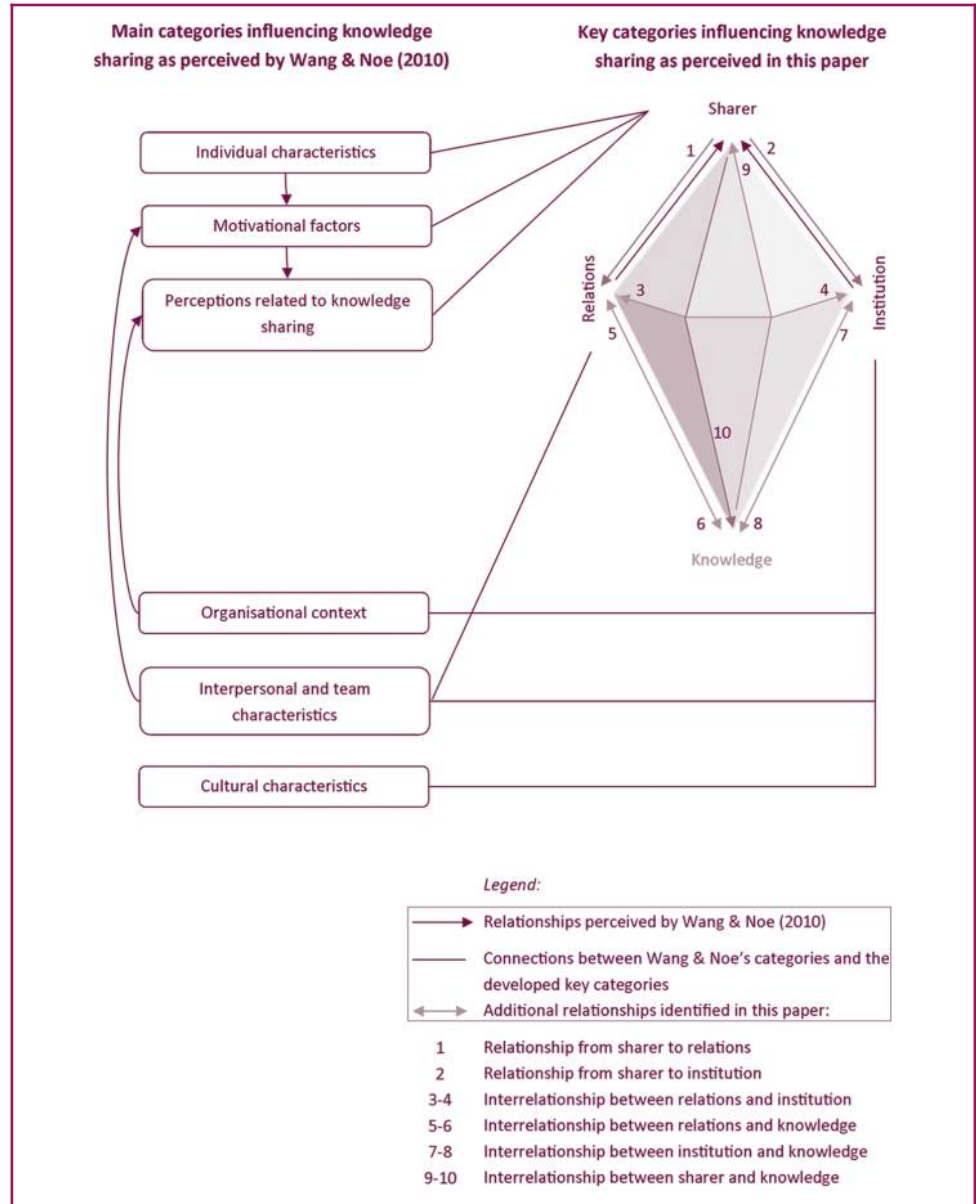 Main categories influencing knowledge
sharing as perceived by Wang & Noe (2010)
Key categories influencing knowledge
sharing as perceived in this paper
Individual characteristics
Motivational factors
Perceptions related to knowledge
sharing
Organisational context
Interpersonal and team
characteristics
Cultural characteristics
Sharer
1
2
9
Relations
3
4
Institution
5
7
10
6
8
Knowledge
Legend:
Relationships perceived by Wang & Noe (2010)
Connections between Wang & Noe's categories and the
developed key categories
Additional relationships identified in this paper:
1 Relationship from sharer to relations
2 Relationship from sharer to institution
3-4 Interrelationship between relations and institution
5-6 Interrelationship between relations and knowledge
7-8 Interrelationship between institution and knowledge
9-10 Interrelationship between sharer and knowledge